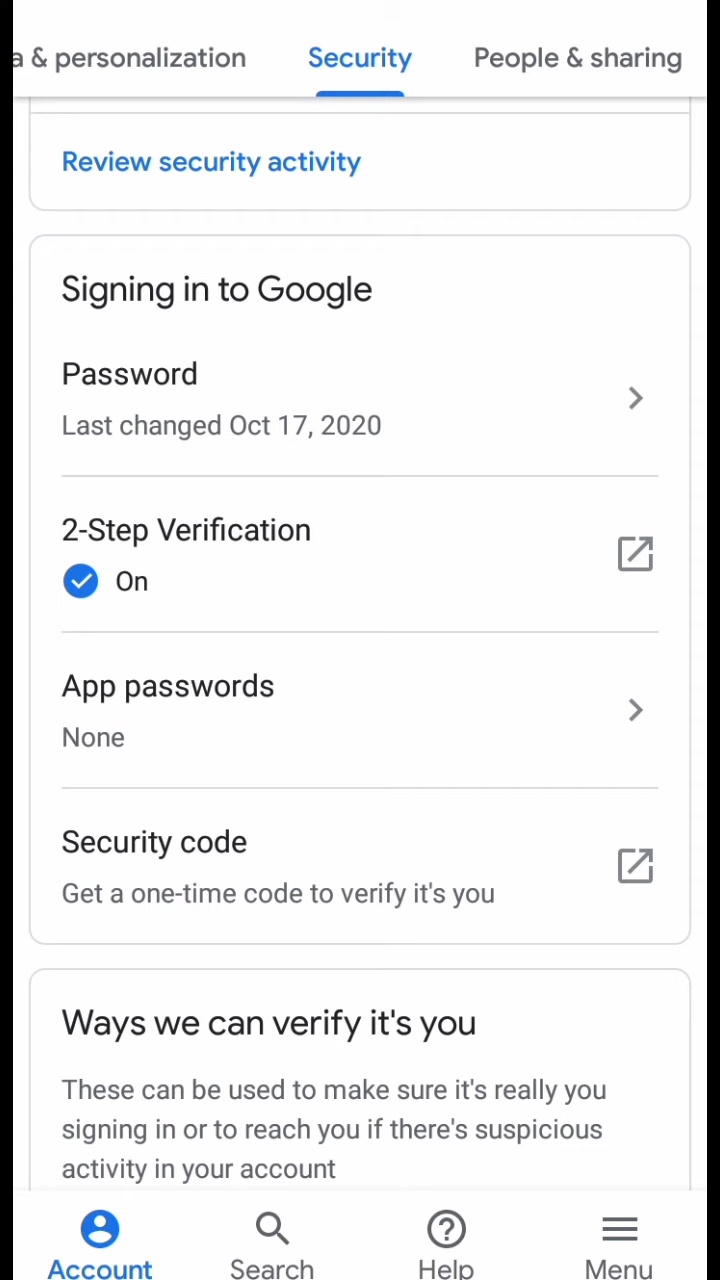 a & personalization Security People & sharing
Review security activity
Signing in to Google
Password
Last changed Oct 17, 2020
2-Step Verification
On
App passwords
None
Security code
Get a one-time code to verify it's you
Ways we can verify it's you
These can be used to make sure it's really you
signing in or to reach you if there's suspicious
activity in your account
Account Search Help Menu